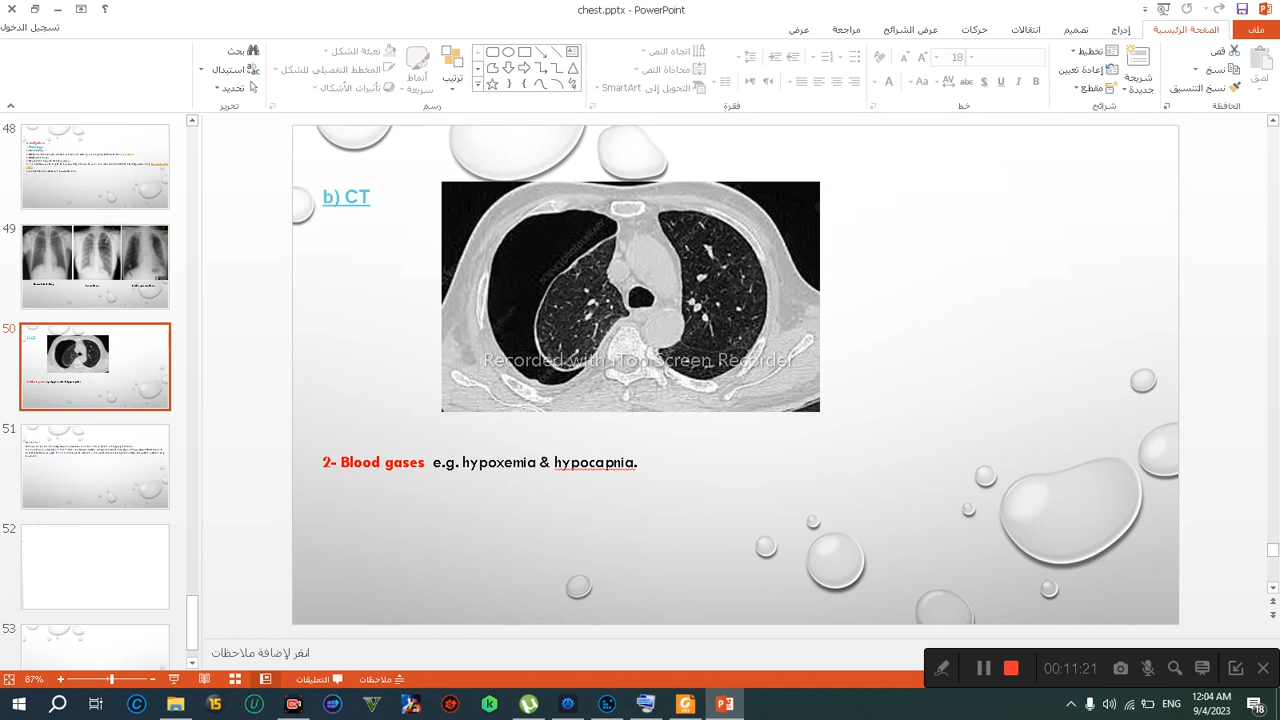 chest.pptx - PowerPoint
تسجيل الدخول
ملف
الصفحة الرئيسية
إدراج
تصميم
انتقالات
حركات
عرض الشرائح
مراجعة
عرض
لصق
قص
نسخ
نسخ التنسيق
الحافظة
شريحة جديدة
تخطيط
إعادة تعيين
مقطع
شرائح
18
خط
اتجاه النص
محاذاة النص
التحويل إلى SmartArt
فقرة
ترتيب
أنماط سريعة
تعبئة الشكل
المخطط التفصيلي للشكل
تأثيرات الأشكال
رسم
بحث
استبدال
تحديد
تحرير
48
49
50
51
52
53
b) CT
Recorded with iTop Screen Recorder
2- Blood gases e.g. hypoxemia & hypocapnia.
انقر لإضافة ملاحظات
87%
التعليقات
ملاحظات
00:11:21
ENG
12:04 AM
9/4/2023
18